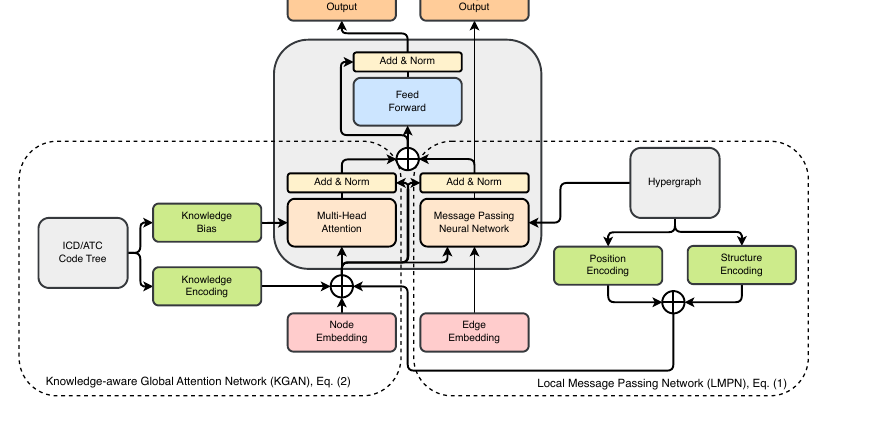 Output
Output
Add & Norm
Feed
Forward
Add & Norm
Add & Norm
Hypergraph
Knowledge
Bias
Multi-Head
Attention
Message Passing
Neural Network
ICD/ATC
Code Tree
Position
Encoding
Structure
Encoding
Knowledge
Encoding
Node
Embedding
Edge
Embedding
Knowledge-aware Global Attention Network (KGAN), Eq. (2)
Local Message Passing Network (LMPN), Eq. (1)